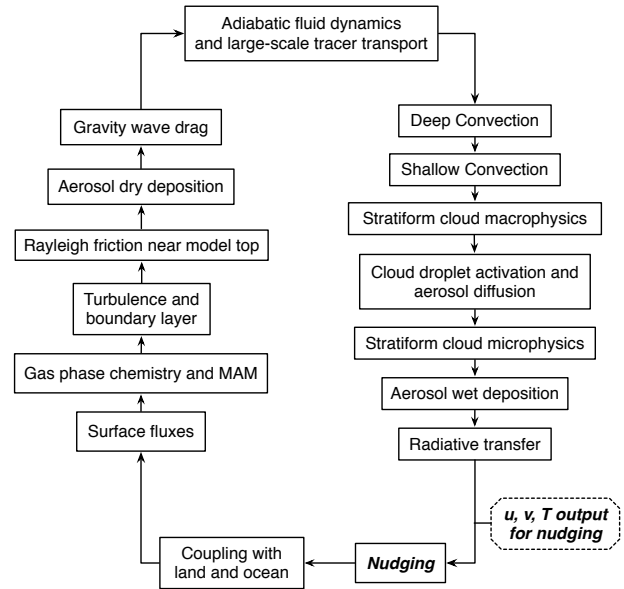 Adiabatic fluid dynamics
and large-scale tracer transport
Deep Convection
Shallow Convection
Stratiform cloud macrophysics
Cloud droplet activation and
aerosol diffusion
Stratiform cloud microphysics
Aerosol wet deposition
Radiative transfer
u, v, T output
for nudging
Nudging
Coupling with
land and ocean
Surface fluxes
Gas phase chemistry and MAM
Turbulence and
boundary layer
Rayleigh friction near model top
Aerosol dry deposition
Gravity wave drag